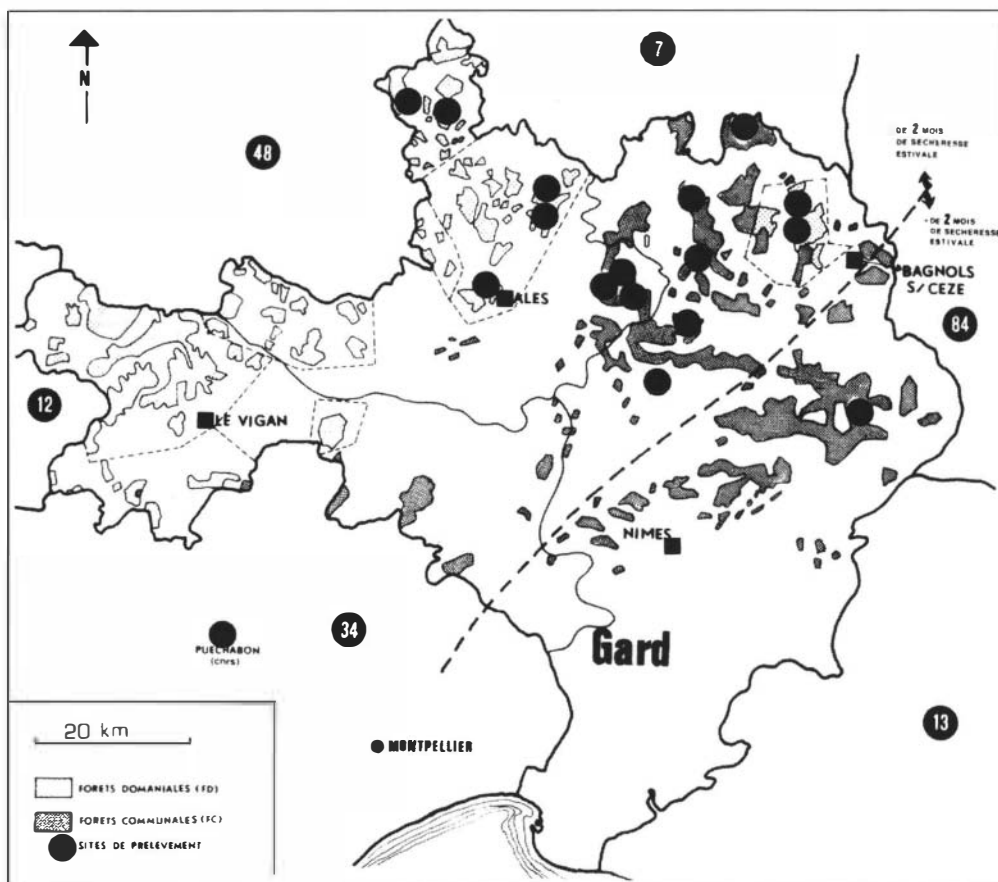 N
7
48
DE 2 MOIS
DE SECHERESSE
ESTIVALE
- DE 2 MOIS
DE SECHERESSE
ESTIVALE
ALES
BAGNOLS
S/CEZE
84
12
LE VIGAN
NIMES
34
Gard
PUECHABON
(cnrs)
13
20 km
MONTPELLIER
FORETS DOMANIALES (FD)
FORETS COMMUNALES (FC)
SITES DE PRELEVEMENT